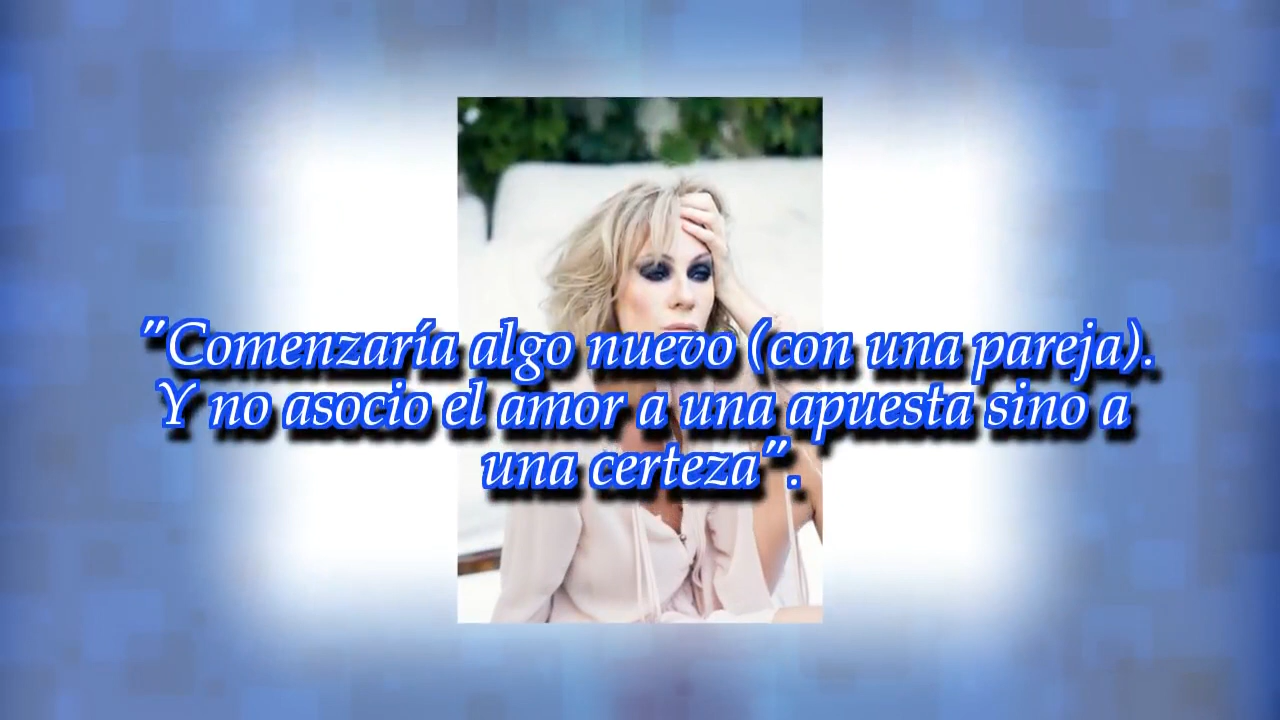 "Comenzaría algo nuevo (con una pareja).
Y no asocio el amor a una apuesta sino a
una certeza".